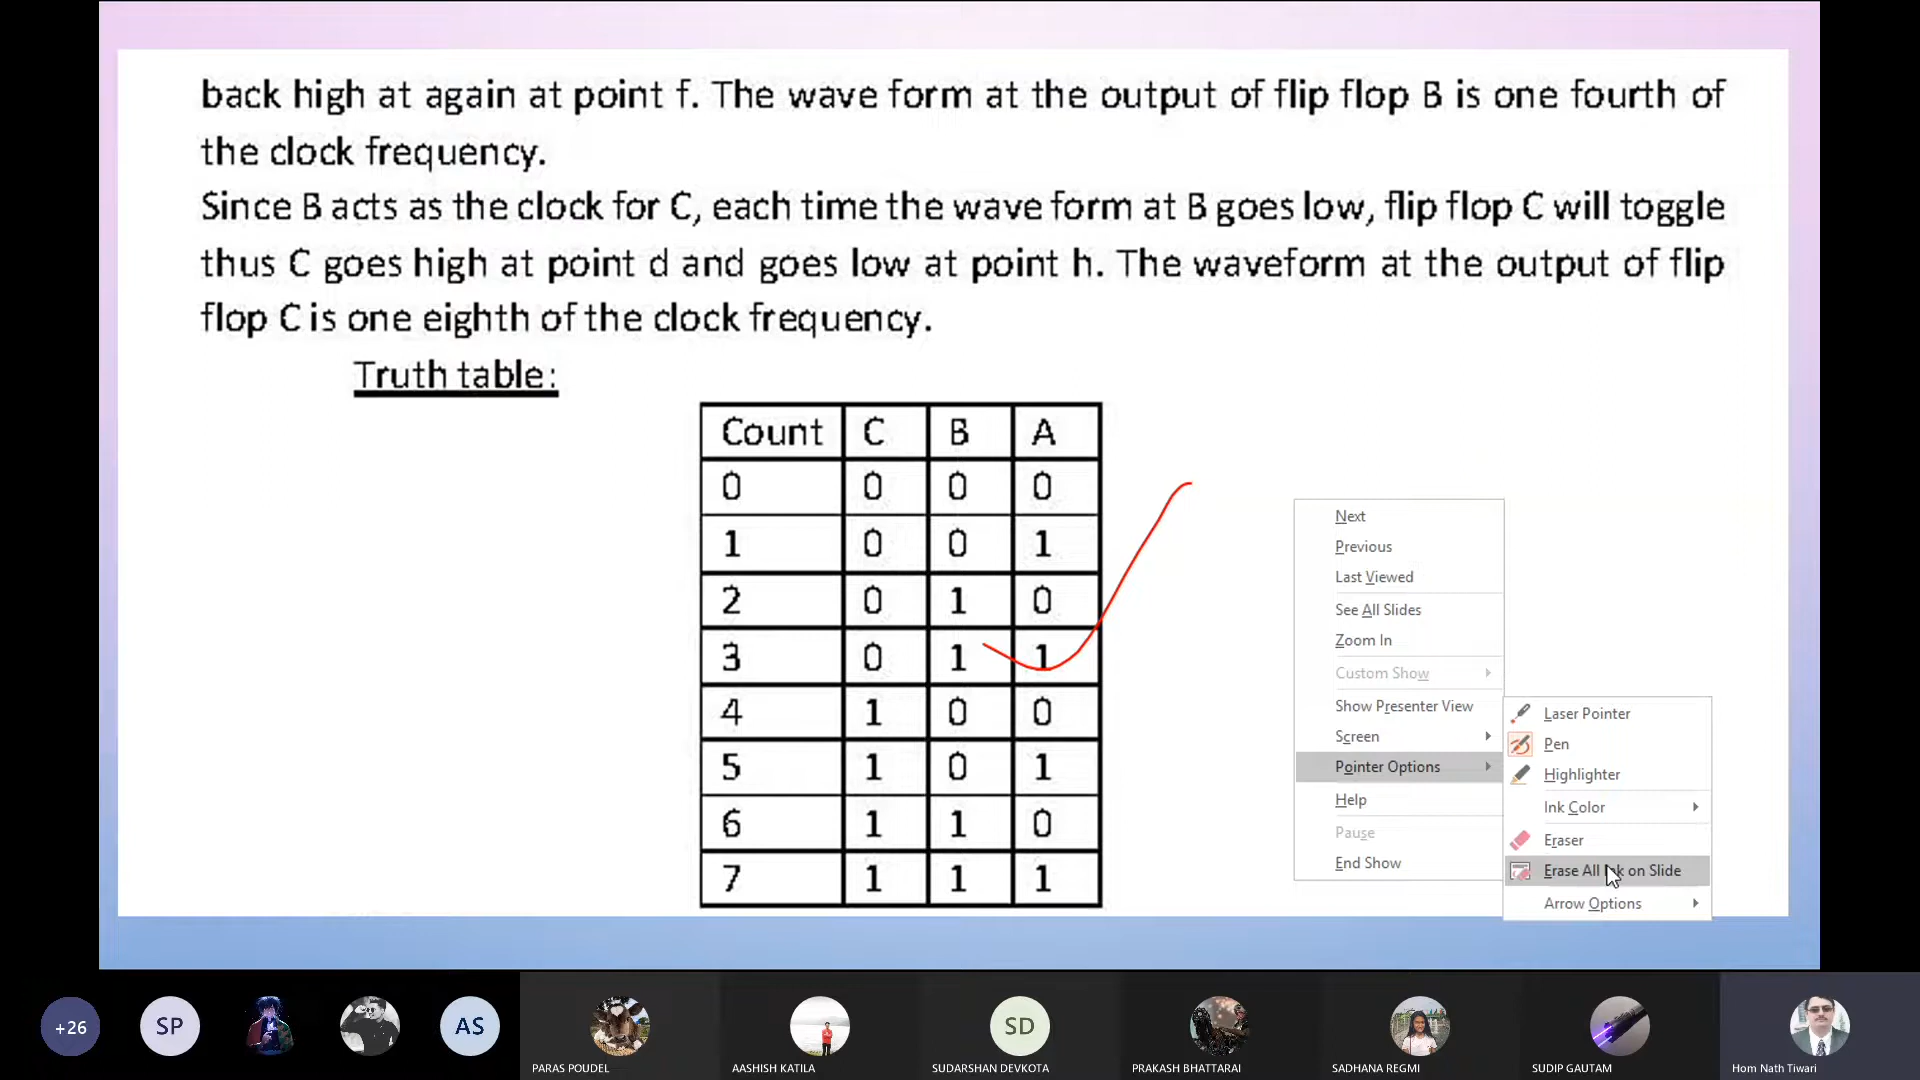 back high at again at point f. The wave form at the output of flip flop B is one fourth of
the clock frequency.
Since B acts as the clock for C, each time the wave form at B goes low, flip flop C will toggle
thus C goes high at point d and goes low at point h. The waveform at the output of flip
flop C is one eighth of the clock frequency.
Truth table:
Count C B A
0 0 0 0
1 0 0 1
2 0 1 0
3 0 1 1
4 1 0 0
5 1 0 1
6 1 1 0
7 1 1 1
Next
Previous
Last Viewed
See All Slides
Zoom In
Custom Show
Show Presenter View
Screen
Pointer Options
Help
Pause
End Show
Laser Pointer
Pen
Highlighter
Ink Color
Eraser
Erase All Ink on Slide
Arrow Options
+26 SP AS SD
PARAS POUDEL AASHISH KATILA SUDARSHAN DEVKOTA PRAKASH BHATTARAI SADHANA REGMI SUDIP GAUTAM Hom Nath Tiwari